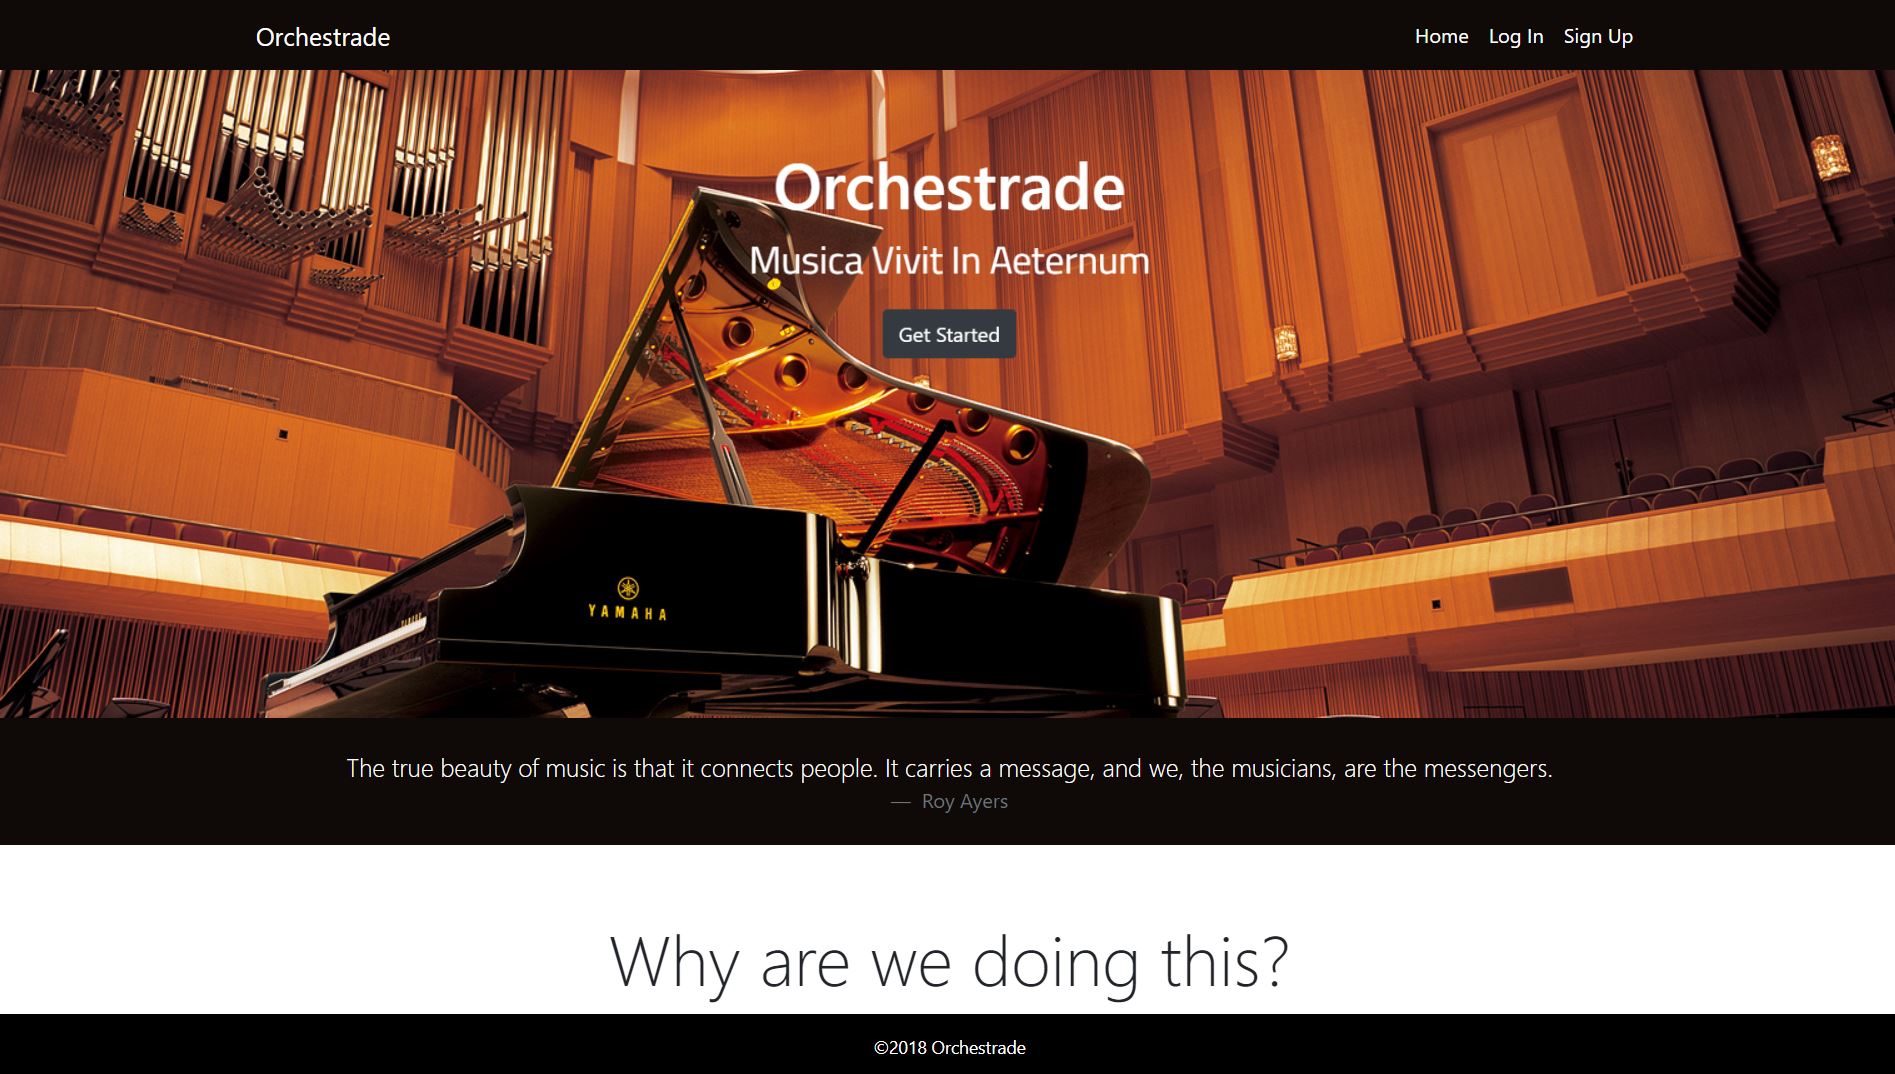 Orchestrade
Home Log In Sign Up
Orchestrade
Musica Vivit In Aeternum
Get Started
YAMAHA
YAMAHA
The true beauty of music is that it connects people. It carries a message, and we, the musicians, are the messengers.
— Roy Ayers
Why are we doing this?
©2018 Orchestrade